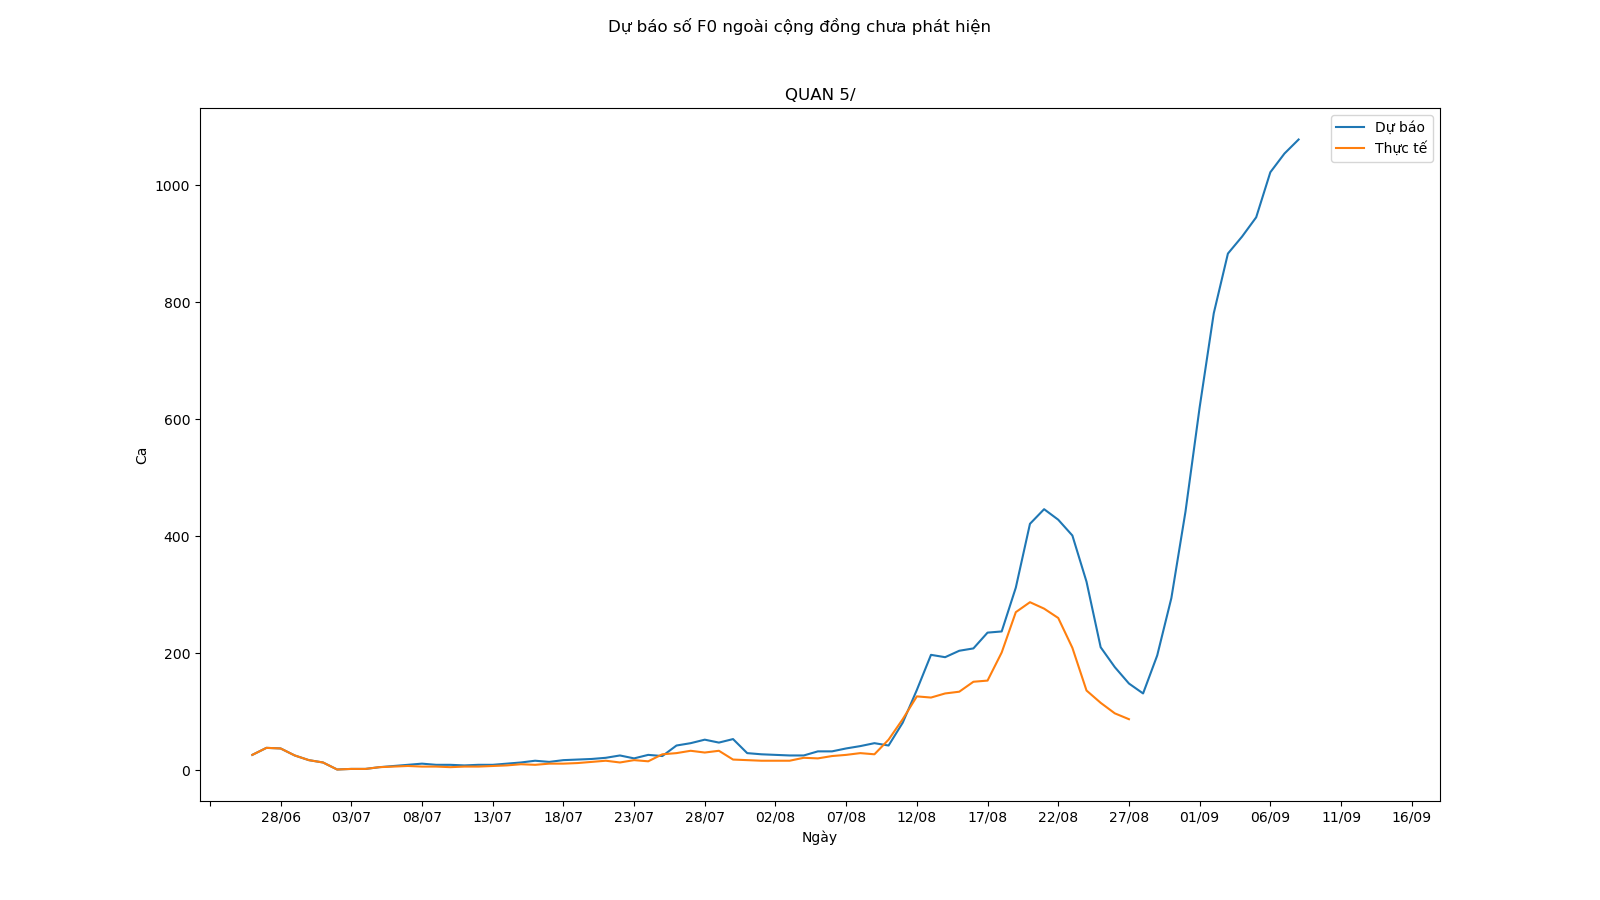 Dự báo số F0 ngoài cộng đồng chưa phát hiện
QUAN 5/
Dự báo
Thực tế
1000
800
600
400
200
0
Ca
28/06 03/07 08/07 13/07 18/07 23/07 28/07 02/08 07/08 12/08 17/08 22/08 27/08 01/09 06/09 11/09 16/09
Ngày